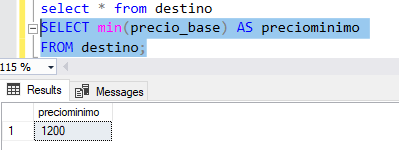 select * from destino
SELECT min(precio_base) AS preciominimo
FROM destino;
115 %
Results Messages
preciominimo
1 1200